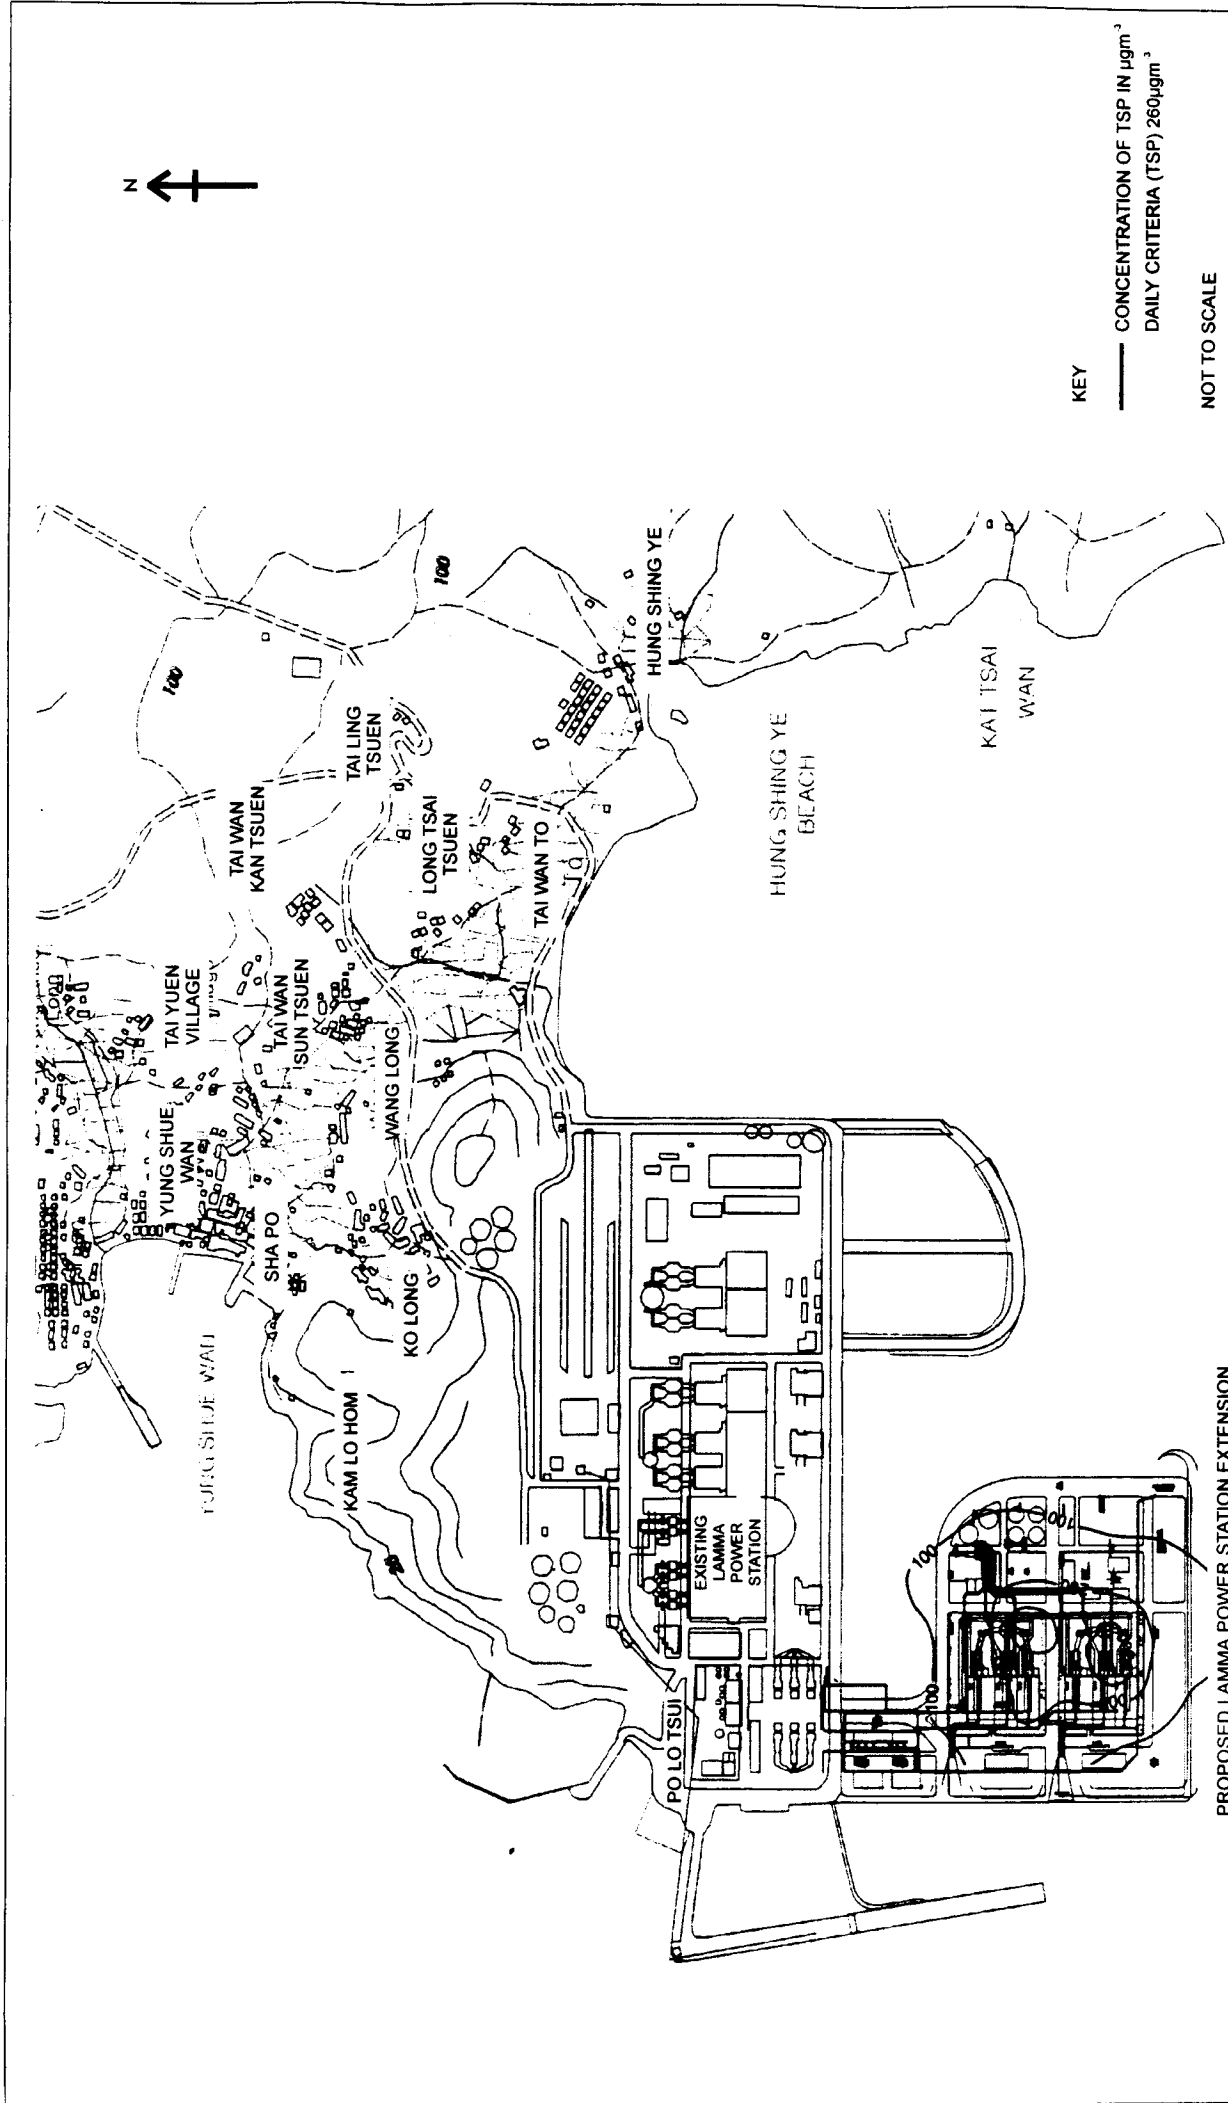 N
YUNG SHUE WAN
YUNG SHUE
WAN
TAI YUEN
VILLAGE
SHA PO
TAI WAN
SUN TSUEN
TAI WAN
KAN TSUEN
100
KAM LO HOM
KO LONG
WANG LONG
TAI LING
TSUEN
LONG TSAI
TSUEN
100
TAI WAN TO
HUNG SHING YE
PO LO TSUI
EXISTING
LAMMA
POWER
STATION
HUNG SHING YE
BEACH
KAT TSAI
WAN
100
100
100
PROPOSED LAMMA POWER STATION EXTENSION
KEY
CONCENTRATION OF TSP IN µgm⁻³
DAILY CRITERIA (TSP) 260µgm⁻³
NOT TO SCALE